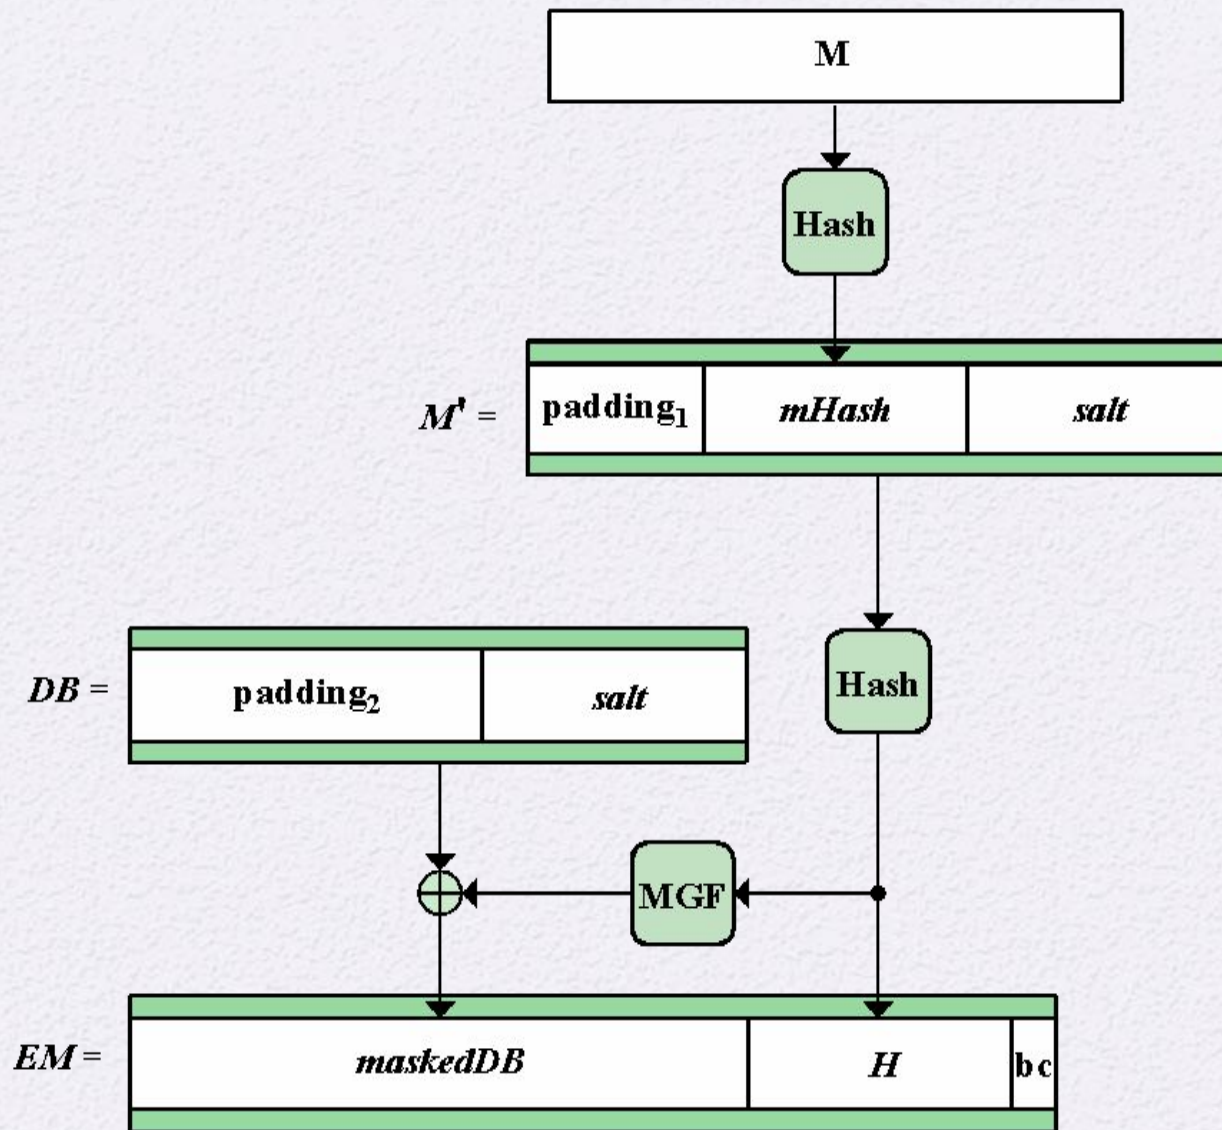 M
Hash
M' = padding₁ mHash salt
DB = padding₂ salt
Hash
MGF
EM = maskedDB H bc